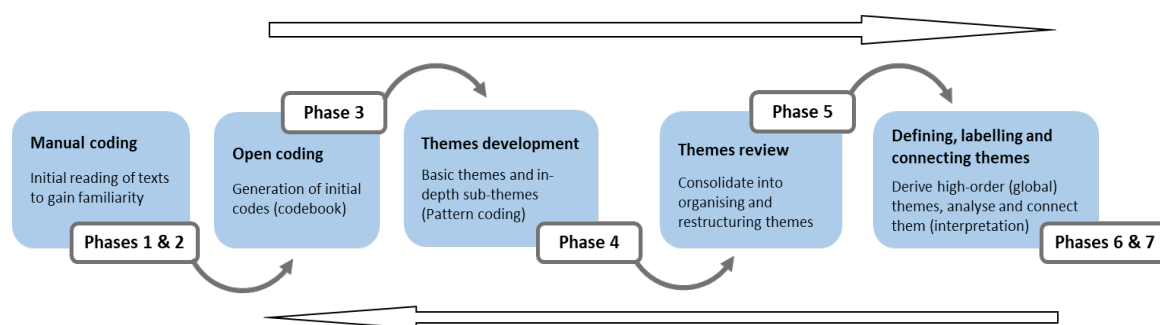 Manual coding
Initial reading of texts
to gain familiarity
Phases 1 & 2
Phase 3
Open coding
Generation of initial
codes (codebook)
Themes development
Basic themes and in-
depth sub-themes
(Pattern coding)
Phase 4
Themes review
Consolidate into
organising and
restructuring themes
Phase 5
Defining, labelling and
connecting themes
Derive high-order (global)
themes, analyse and connect
them (interpretation)
Phases 6 & 7